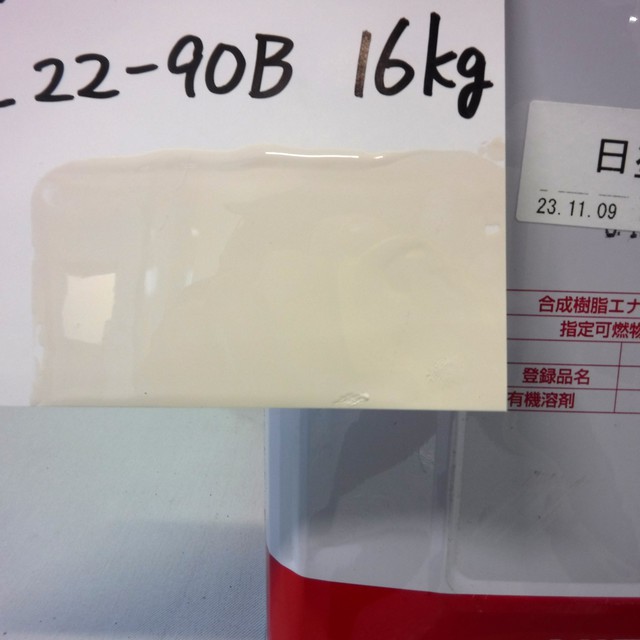 22-90B 16kg
日
23.11.09
合成樹脂エナ
指定可燃物
登録品名
有機溶剤